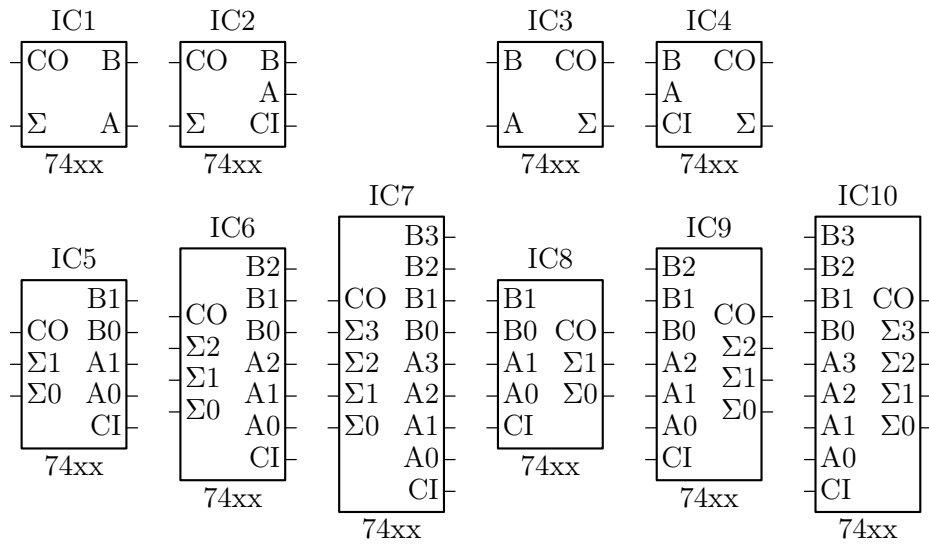 IC1 IC2 IC3 IC4
CO B CO B B CO B CO
A A
Σ A Σ CI A Σ CI Σ
74xx 74xx 74xx 74xx
IC7 IC10
IC6 B3 IC9 B3
IC5 B2 B2 IC8 B2 B2
B1 B1 CO B1 B1 B1 B1 CO
CO
CO
CO B0 B0 Σ3 B0 B0 CO B0 B0 Σ3
Σ2
Σ2
Σ1 A1 A2 Σ2 A3 A1 Σ1 A2 A3 Σ2
Σ1
Σ1
Σ0 A0 A1 Σ1 A2 A0 Σ0 A1 A2 Σ1
Σ0
Σ0
CI A0 Σ0 A1 CI A0 A1 Σ0
74xx CI A0 74xx CI A0
74xx CI 74xx CI
74xx 74xx